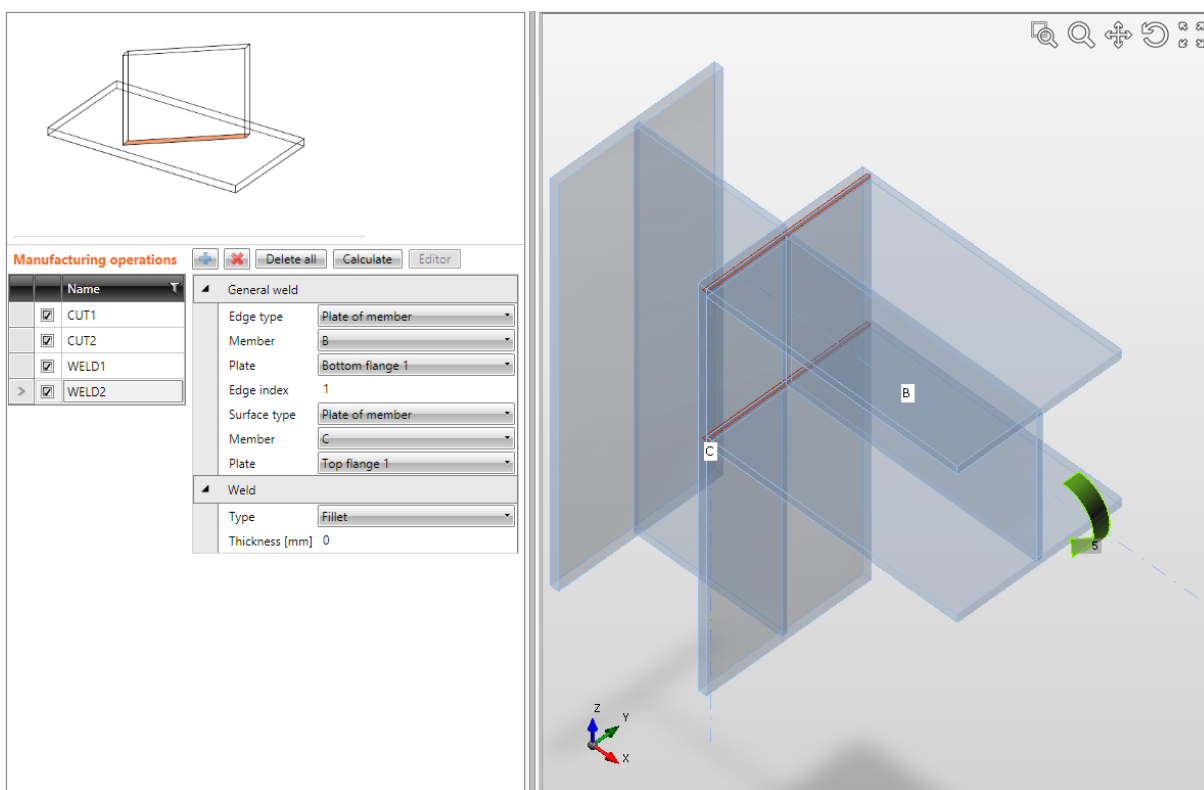 Manufacturing operations
Delete all
Calculate
Editor
Name
CUT1
CUT2
WELD1
> WELD2
General weld
Edge type Plate of member
Member B
Plate Bottom flange 1
Edge index 1
Surface type Plate of member
Member C
Plate Top flange 1
Weld
Type Fillet
Thickness [mm] 0
B
C
5
Z
Y
X